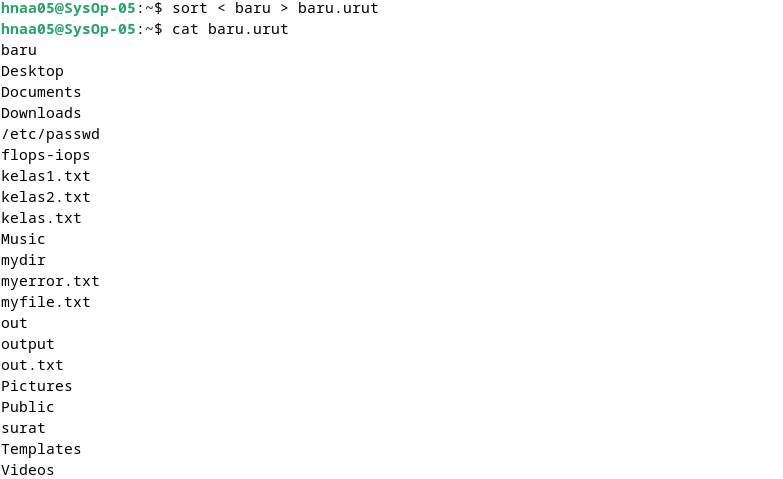 hnaa05@SysOp-05:~$ sort < baru > baru.urut
hnaa05@SysOp-05:~$ cat baru.urut
baru
Desktop
Documents
Downloads
/etc/passwd
flops-iops
kelas1.txt
kelas2.txt
kelas.txt
Music
mydir
myerror.txt
myfile.txt
out
output
out.txt
Pictures
Public
surat
Templates
Videos